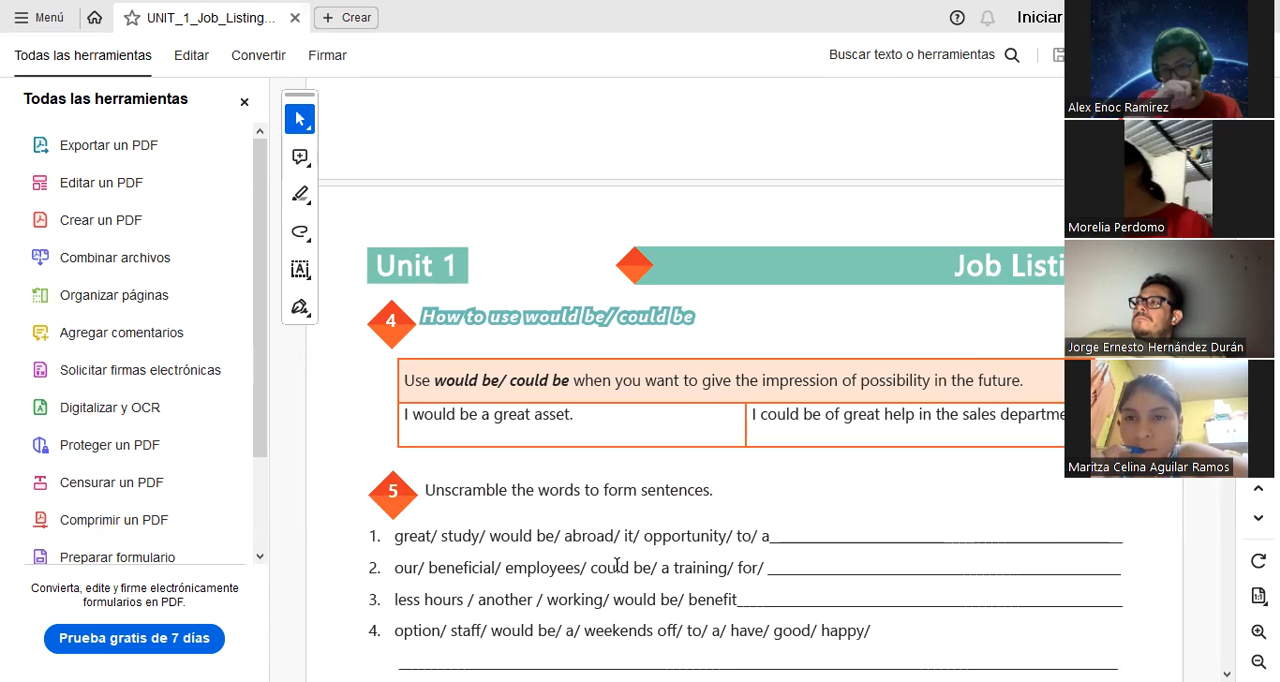 Menú
UNIT_1_Job_Listing...
Crear
Iniciar
Todas las herramientas
Editar
Convertir
Firmar
Buscar texto o herramientas
Todas las herramientas
Exportar un PDF
Editar un PDF
Crear un PDF
Combinar archivos
Organizar páginas
Agregar comentarios
Solicitar firmas electrónicas
Digitalizar y OCR
Proteger un PDF
Censurar un PDF
Comprimir un PDF
Preparar formulario
Convierta, edite y firme electrónicamente
formularios en PDF.
Prueba gratis de 7 días
Unit 1
Job Listi
4 How to use would be/ could be
Use would be/ could be when you want to give the impression of possibility in the future.
I would be a great asset.
I could be of great help in the sales departme
5 Unscramble the words to form sentences.
1. great/ study/ would be/ abroad/ it/ opportunity/ to/ a
2. our/ beneficial/ employees/ could be/ a training/ for/
3. less hours / another / working/ would be/ benefit
4. option/ staff/ would be/ a/ weekends off/ to/ a/ have/ good/ happy/
Alex Enoc Ramirez
Morelia Perdomo
Jorge Ernesto Hernández Durán
Maritza Celina Aguilar Ramos